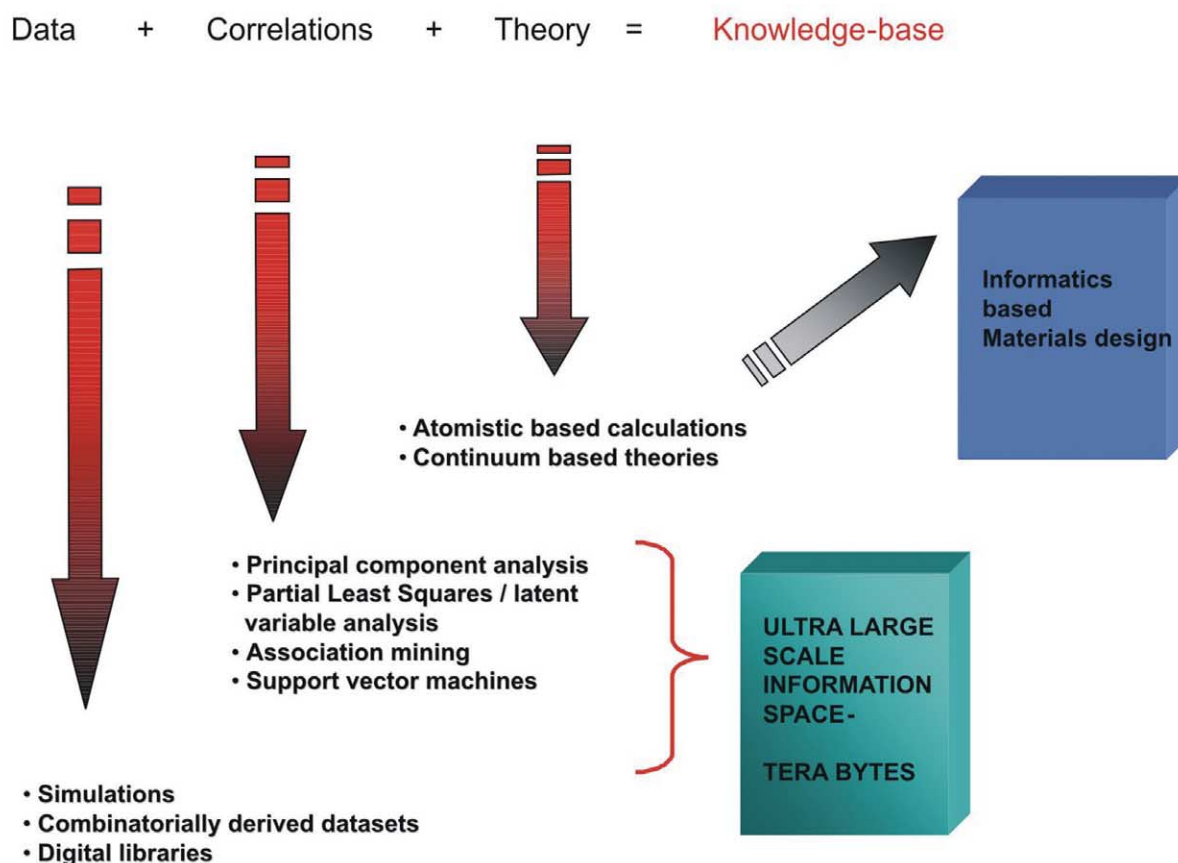 Data + Correlations + Theory = Knowledge-base
Informatics
based
Materials design
• Atomistic based calculations
• Continuum based theories
• Principal component analysis
• Partial Least Squares / latent
variable analysis
• Association mining
• Support vector machines
ULTRA LARGE
SCALE
INFORMATION
SPACE-
TERA BYTES
• Simulations
• Combinatorially derived datasets
• Digital libraries